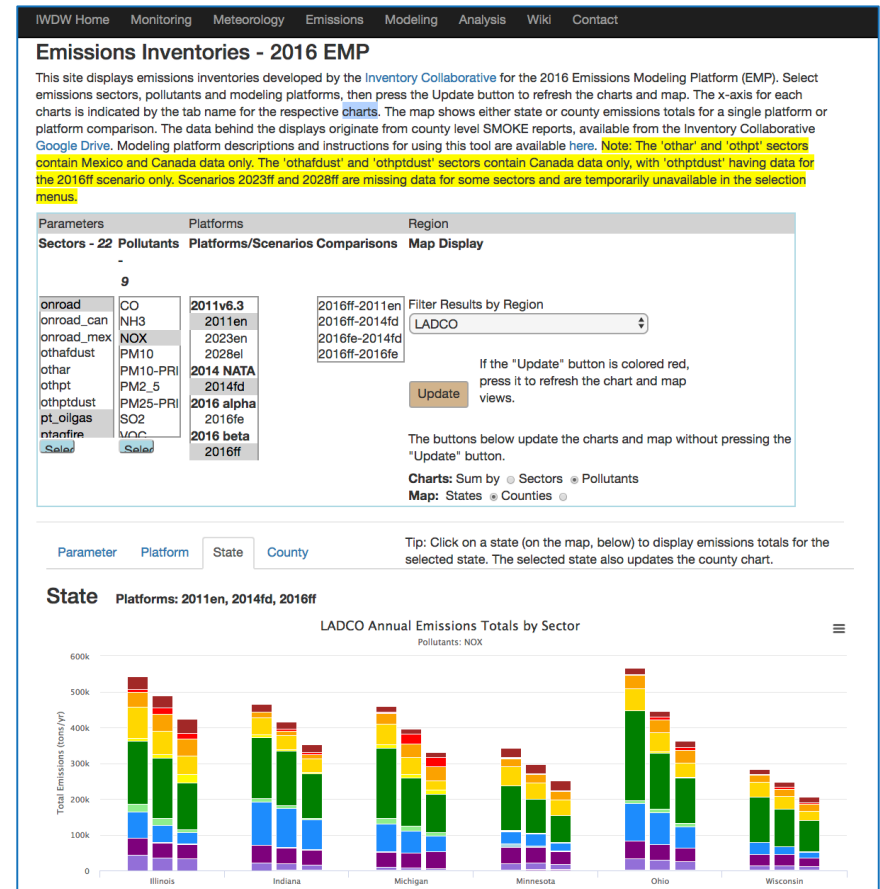 IWDW Home Monitoring Meteorology Emissions Modeling Analysis Wiki Contact
Emissions Inventories - 2016 EMP
This site displays emissions inventories developed by the Inventory Collaborative for the 2016 Emissions Modeling Platform (EMP). Select
emissions sectors, pollutants and modeling platforms, then press the Update button to refresh the charts and map. The x-axis for each
charts is indicated by the tab name for the respective charts. The map shows either state or county emissions totals for a single platform or
platform comparison. The data behind the displays originate from county level SMOKE reports, available from the Inventory Collaborative
Google Drive. Modeling platform descriptions and instructions for using this tool are available here. Note: The 'othar' and 'othpt' sectors
contain Mexico and Canada data only. The 'othafdust' and 'othptdust' sectors contain Canada data only, with 'othptdust' having data for
the 2016ff scenario only. Scenarios 2023ff and 2028ff are missing data for some sectors and are temporarily unavailable in the selection
menus.
Parameters Platforms Region
Sectors - 22 Pollutants - 9 Platforms/Scenarios Comparisons Map Display
onroad
onroad_can
onroad_mex
othafdust
othar
othpt
othptdust
pt_oilgas
ptagfire
Selec
CO
NH3
NOX
PM10
PM10-PRI
PM2_5
PM25-PRI
SO2
VOC
Selec
2011v6.3
2011en
2023en
2028el
2014 NATA
2014fd
2016 alpha
2016fe
2016 beta
2016ff
2016ff-2011en
2016ff-2014fd
2016fe-2014fd
2016ff-2016fe
Filter Results by Region
LADCO
Update
If the "Update" button is colored red,
press it to refresh the chart and map
views.
The buttons below update the charts and map without pressing the
"Update" button.
Charts: Sum by Sectors Pollutants
Map: States Counties
Parameter Platform State County
Tip: Click on a state (on the map, below) to display emissions totals for the
selected state. The selected state also updates the county chart.
State Platforms: 2011en, 2014fd, 2016ff
LADCO Annual Emissions Totals by Sector
Pollutants: NOX
Total Emissions (tons/yr)
600k
500k
400k
300k
200k
100k
0
Illinois Indiana Michigan Minnesota Ohio Wisconsin